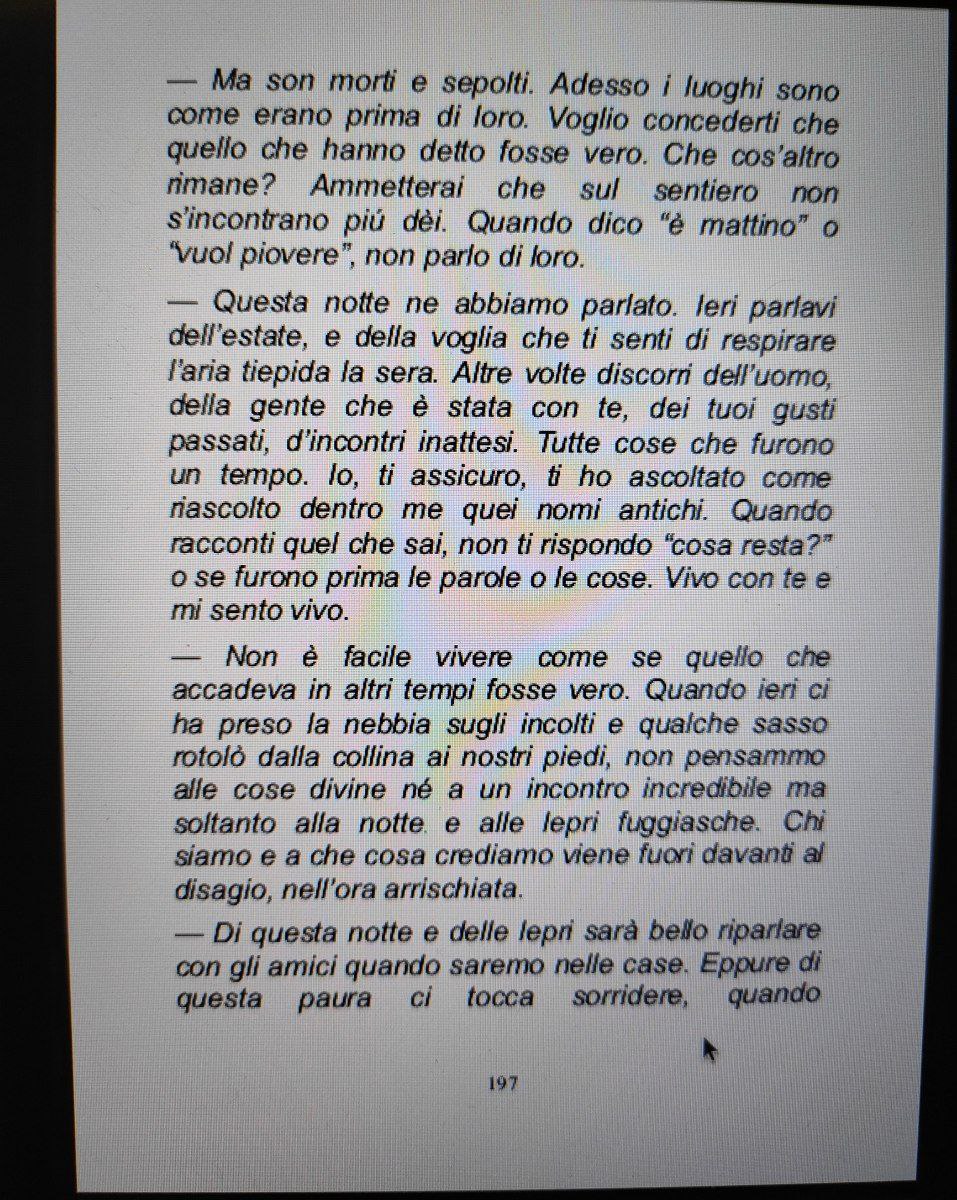 — Ma son morti e sepolti. Adesso i luoghi sono
come erano prima di loro. Voglio concederti che
quello che hanno detto fosse vero. Che cos'altro
rimane? Ammetterai che sul sentiero non
s'incontrano piú dèi. Quando dico “è mattino” o
“vuol piovere”, non parlo di loro.
— Questa notte ne abbiamo parlato. Ieri parlavi
dell'estate, e della voglia che ti senti di respirare
l'aria tiepida la sera. Altre volte discorri dell'uomo,
della gente che è stata con te, dei tuoi gusti
passati, d'incontri inattesi. Tutte cose che furono
un tempo. Io, ti assicuro, ti ho ascoltato come
riascolto dentro me quei nomi antichi. Quando
racconti quel che sai, non ti rispondo “cosa resta?”
o se furono prima le parole o le cose. Vivo con te e
mi sento vivo.
— Non è facile vivere come se quello che
accadeva in altri tempi fosse vero. Quando ieri ci
ha preso la nebbia sugli incolti e qualche sasso
rotolò dalla collina ai nostri piedi, non pensammo
alle cose divine né a un incontro incredibile ma
soltanto alla notte e alle lepri fuggiasche. Chi
siamo e a che cosa crediamo viene fuori davanti al
disagio, nell'ora arrischiata.
— Di questa notte e delle lepri sarà bello riparlare
con gli amici quando saremo nelle case. Eppure di
questa paura ci tocca sorridere, quando
197